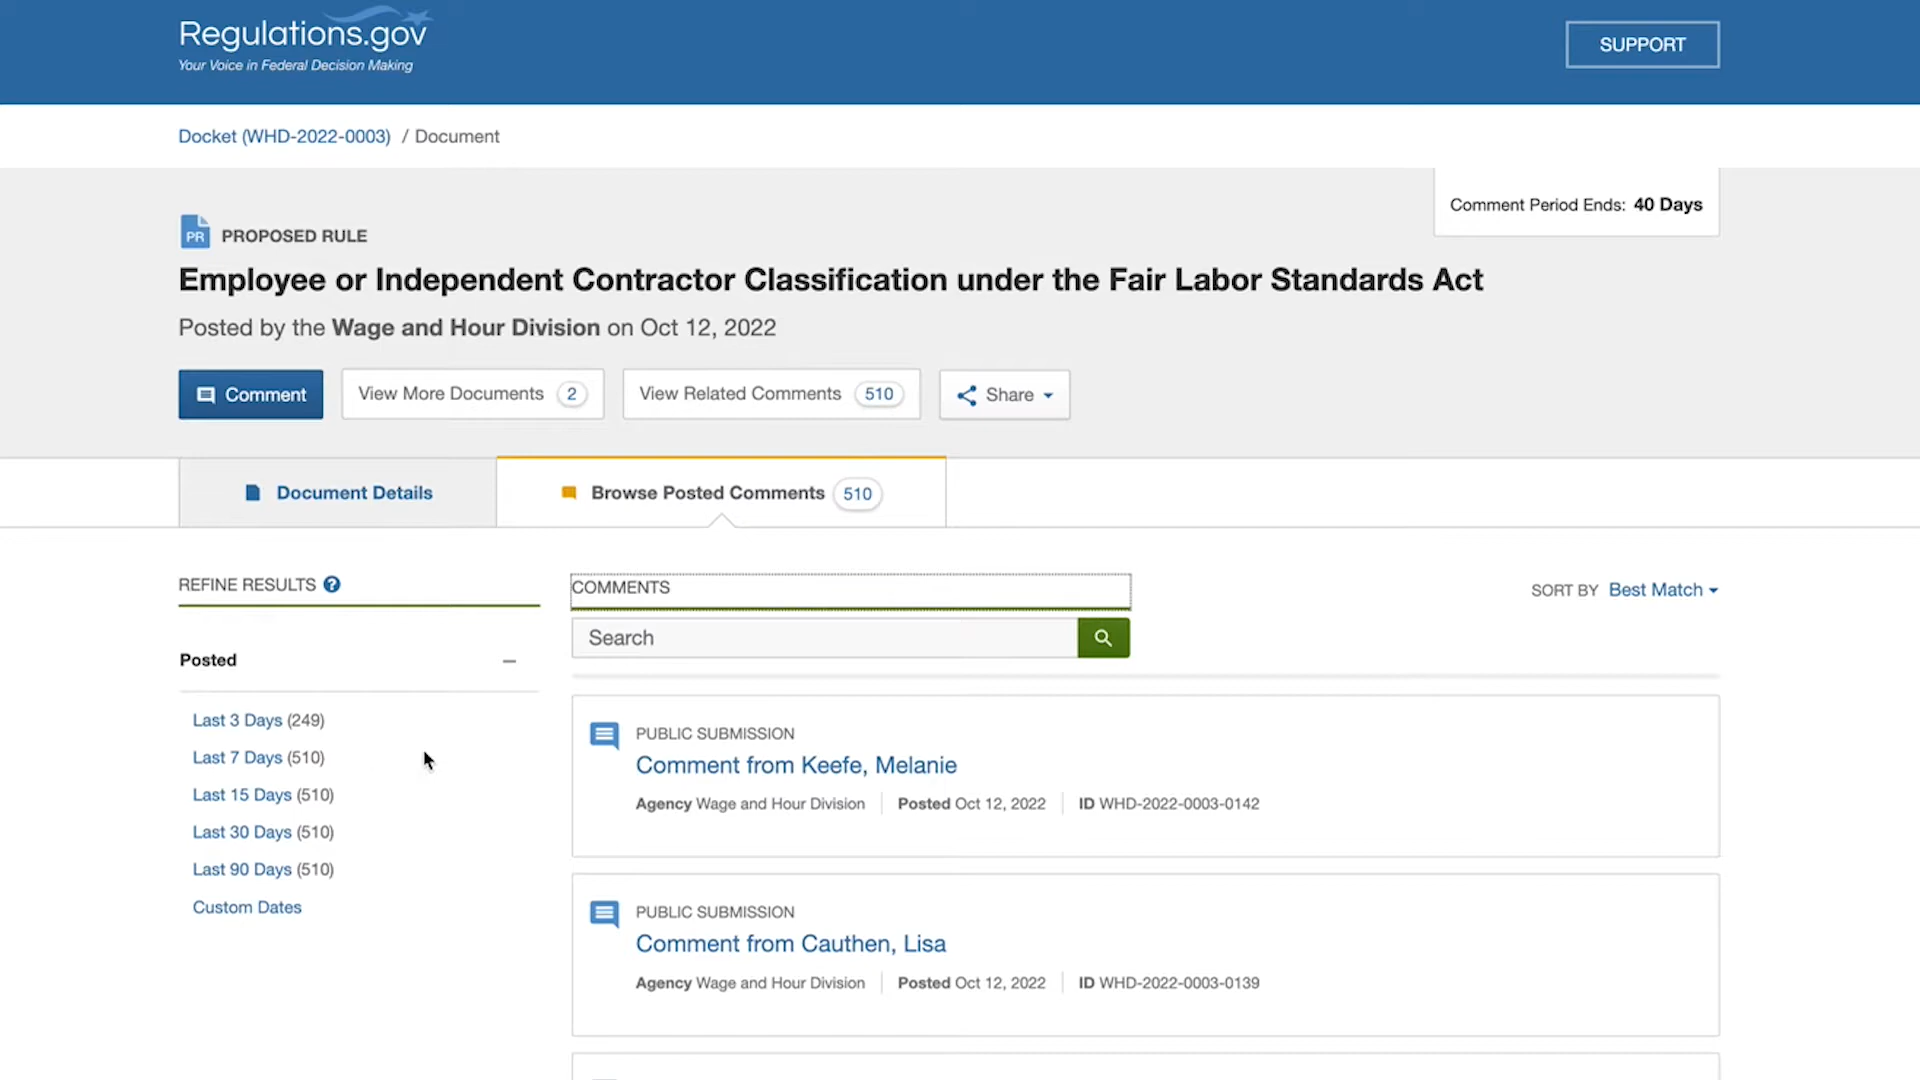 Regulations.gov
Your Voice in Federal Decision Making
SUPPORT
Docket (WHD-2022-0003) / Document
Comment Period Ends: 40 Days
PR PROPOSED RULE
Employee or Independent Contractor Classification under the Fair Labor Standards Act
Posted by the Wage and Hour Division on Oct 12, 2022
Comment
View More Documents 2
View Related Comments 510
Share
Document Details
Browse Posted Comments 510
REFINE RESULTS ?
Posted
Last 3 Days (249)
Last 7 Days (510)
Last 15 Days (510)
Last 30 Days (510)
Last 90 Days (510)
Custom Dates
COMMENTS
SORT BY Best Match
Search
PUBLIC SUBMISSION
Comment from Keefe, Melanie
Agency Wage and Hour Division Posted Oct 12, 2022 ID WHD-2022-0003-0142
PUBLIC SUBMISSION
Comment from Cauthen, Lisa
Agency Wage and Hour Division Posted Oct 12, 2022 ID WHD-2022-0003-0139